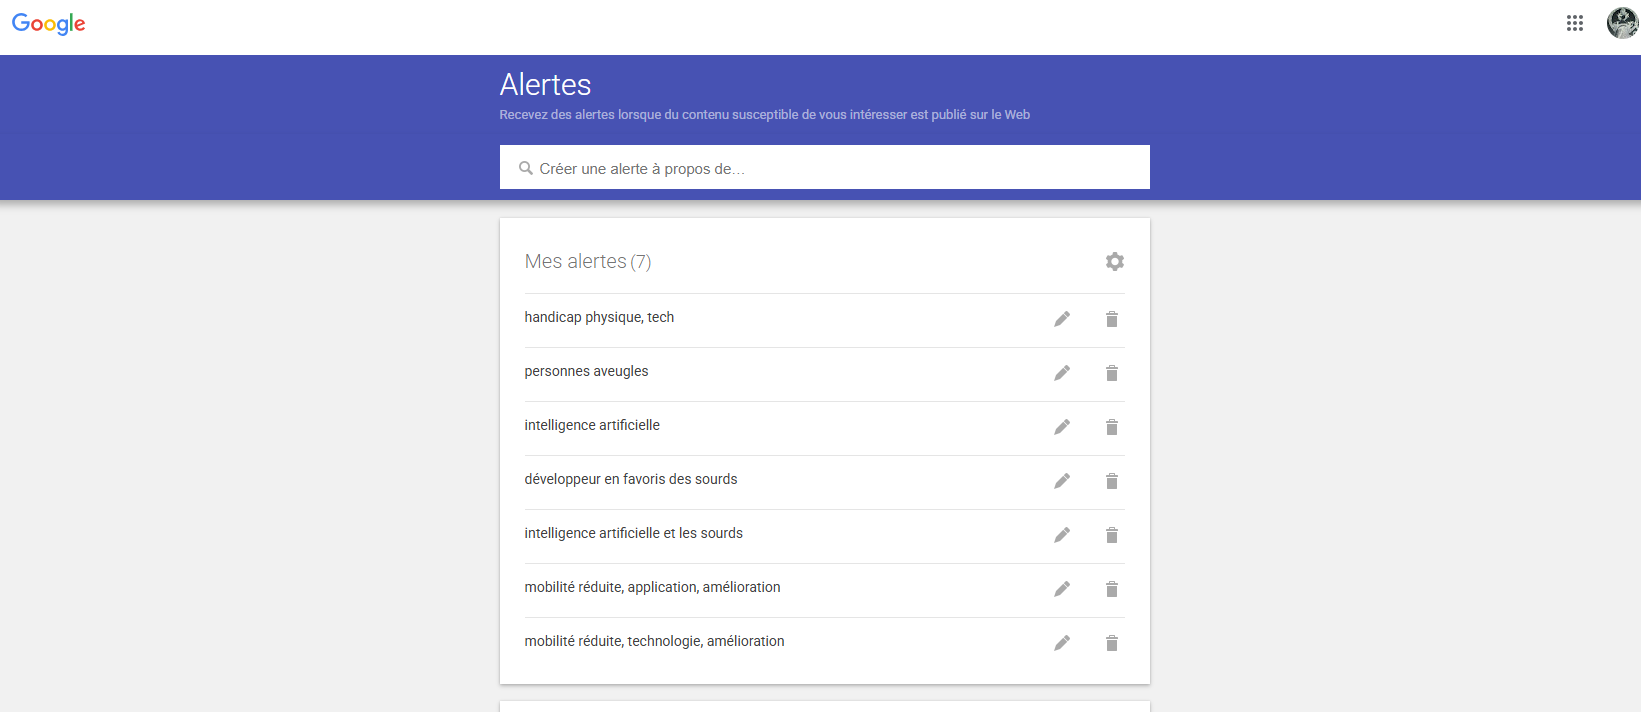 Google
Alertes
Recevez des alertes lorsque du contenu susceptible de vous intéresser est publié sur le Web
Créer une alerte à propos de...
Mes alertes (7)
handicap physique, tech
personnes aveugles
intelligence artificielle
développeur en favoris des sourds
intelligence artificielle et les sourds
mobilité réduite, application, amélioration
mobilité réduite, technologie, amélioration